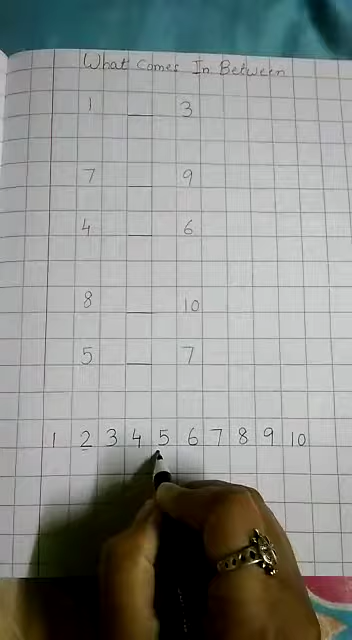 What Comes In Between
1 __ 3
7 __ 9
4 __ 6
8 __ 10
5 __ 7
1 2 3 4 5 6 7 8 9 10